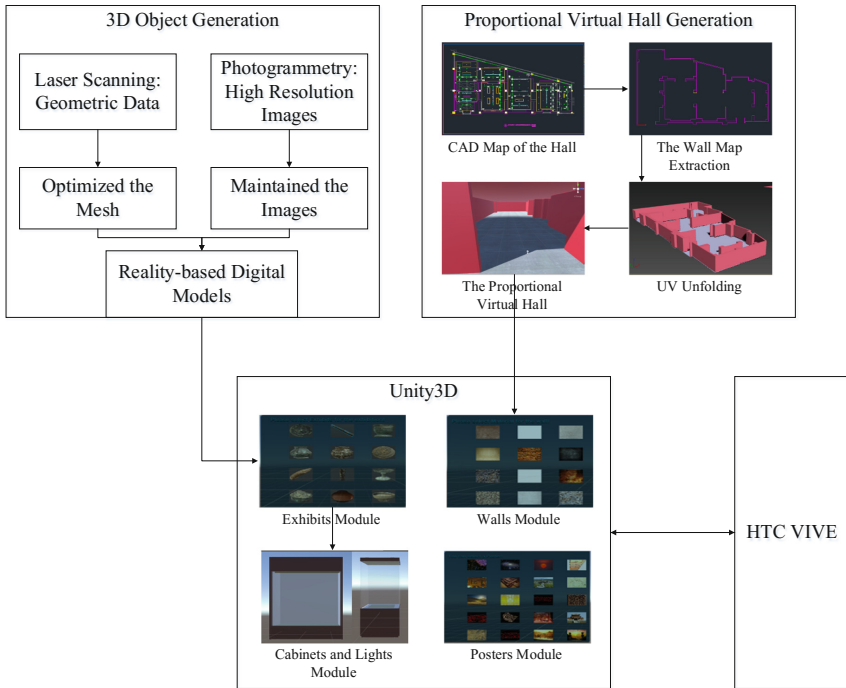 3D Object Generation
Laser Scanning:
Geometric Data
Photogrammetry:
High Resolution
Images
Optimized the
Mesh
Maintained the
Images
Reality-based Digital
Models
Proportional Virtual Hall Generation
CAD Map of the Hall
The Wall Map
Extraction
The Proportional
Virtual Hall
UV Unfolding
Unity3D
Exhibits Module
Walls Module
Cabinets and Lights
Module
Posters Module
HTC VIVE